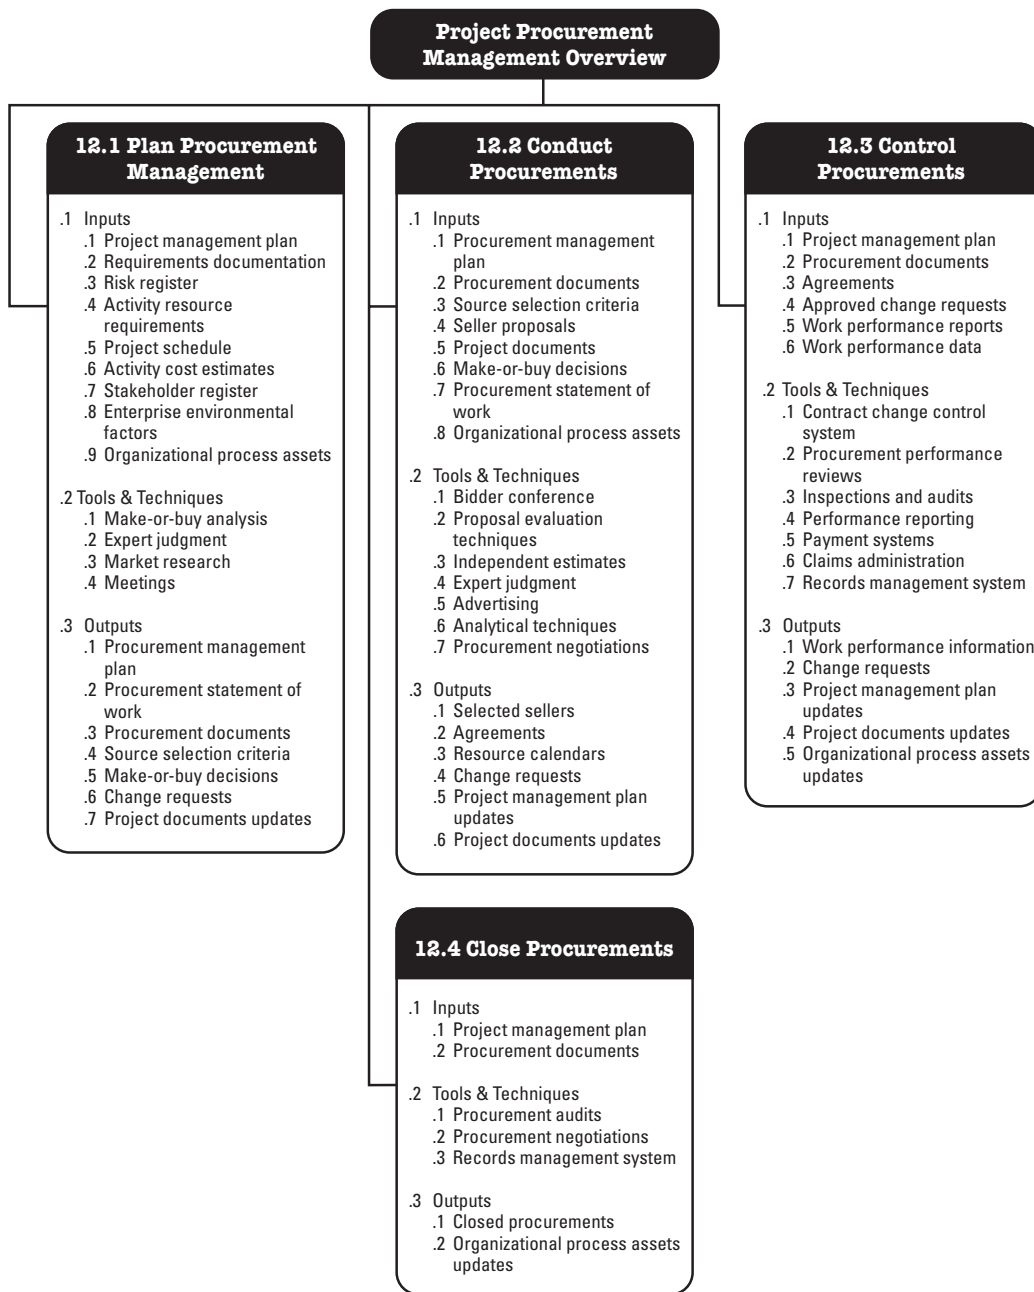 Project Procurement
Management Overview
12.1 Plan Procurement
Management
.1 Inputs
.1 Project management plan
.2 Requirements documentation
.3 Risk register
.4 Activity resource
requirements
.5 Project schedule
.6 Activity cost estimates
.7 Stakeholder register
.8 Enterprise environmental
factors
.9 Organizational process assets
.2 Tools & Techniques
.1 Make-or-buy analysis
.2 Expert judgment
.3 Market research
.4 Meetings
.3 Outputs
.1 Procurement management
plan
.2 Procurement statement of
work
.3 Procurement documents
.4 Source selection criteria
.5 Make-or-buy decisions
.6 Change requests
.7 Project documents updates
12.2 Conduct
Procurements
.1 Inputs
.1 Procurement management
plan
.2 Procurement documents
.3 Source selection criteria
.4 Seller proposals
.5 Project documents
.6 Make-or-buy decisions
.7 Procurement statement of
work
.8 Organizational process assets
.2 Tools & Techniques
.1 Bidder conference
.2 Proposal evaluation
techniques
.3 Independent estimates
.4 Expert judgment
.5 Advertising
.6 Analytical techniques
.7 Procurement negotiations
.3 Outputs
.1 Selected sellers
.2 Agreements
.3 Resource calendars
.4 Change requests
.5 Project management plan
updates
.6 Project documents updates
12.3 Control
Procurements
.1 Inputs
.1 Project management plan
.2 Procurement documents
.3 Agreements
.4 Approved change requests
.5 Work performance reports
.6 Work performance data
.2 Tools & Techniques
.1 Contract change control
system
.2 Procurement performance
reviews
.3 Inspections and audits
.4 Performance reporting
.5 Payment systems
.6 Claims administration
.7 Records management system
.3 Outputs
.1 Work performance information
.2 Change requests
.3 Project management plan
updates
.4 Project documents updates
.5 Organizational process assets
updates
12.4 Close Procurements
.1 Inputs
.1 Project management plan
.2 Procurement documents
.2 Tools & Techniques
.1 Procurement audits
.2 Procurement negotiations
.3 Records management system
.3 Outputs
.1 Closed procurements
.2 Organizational process assets
updates